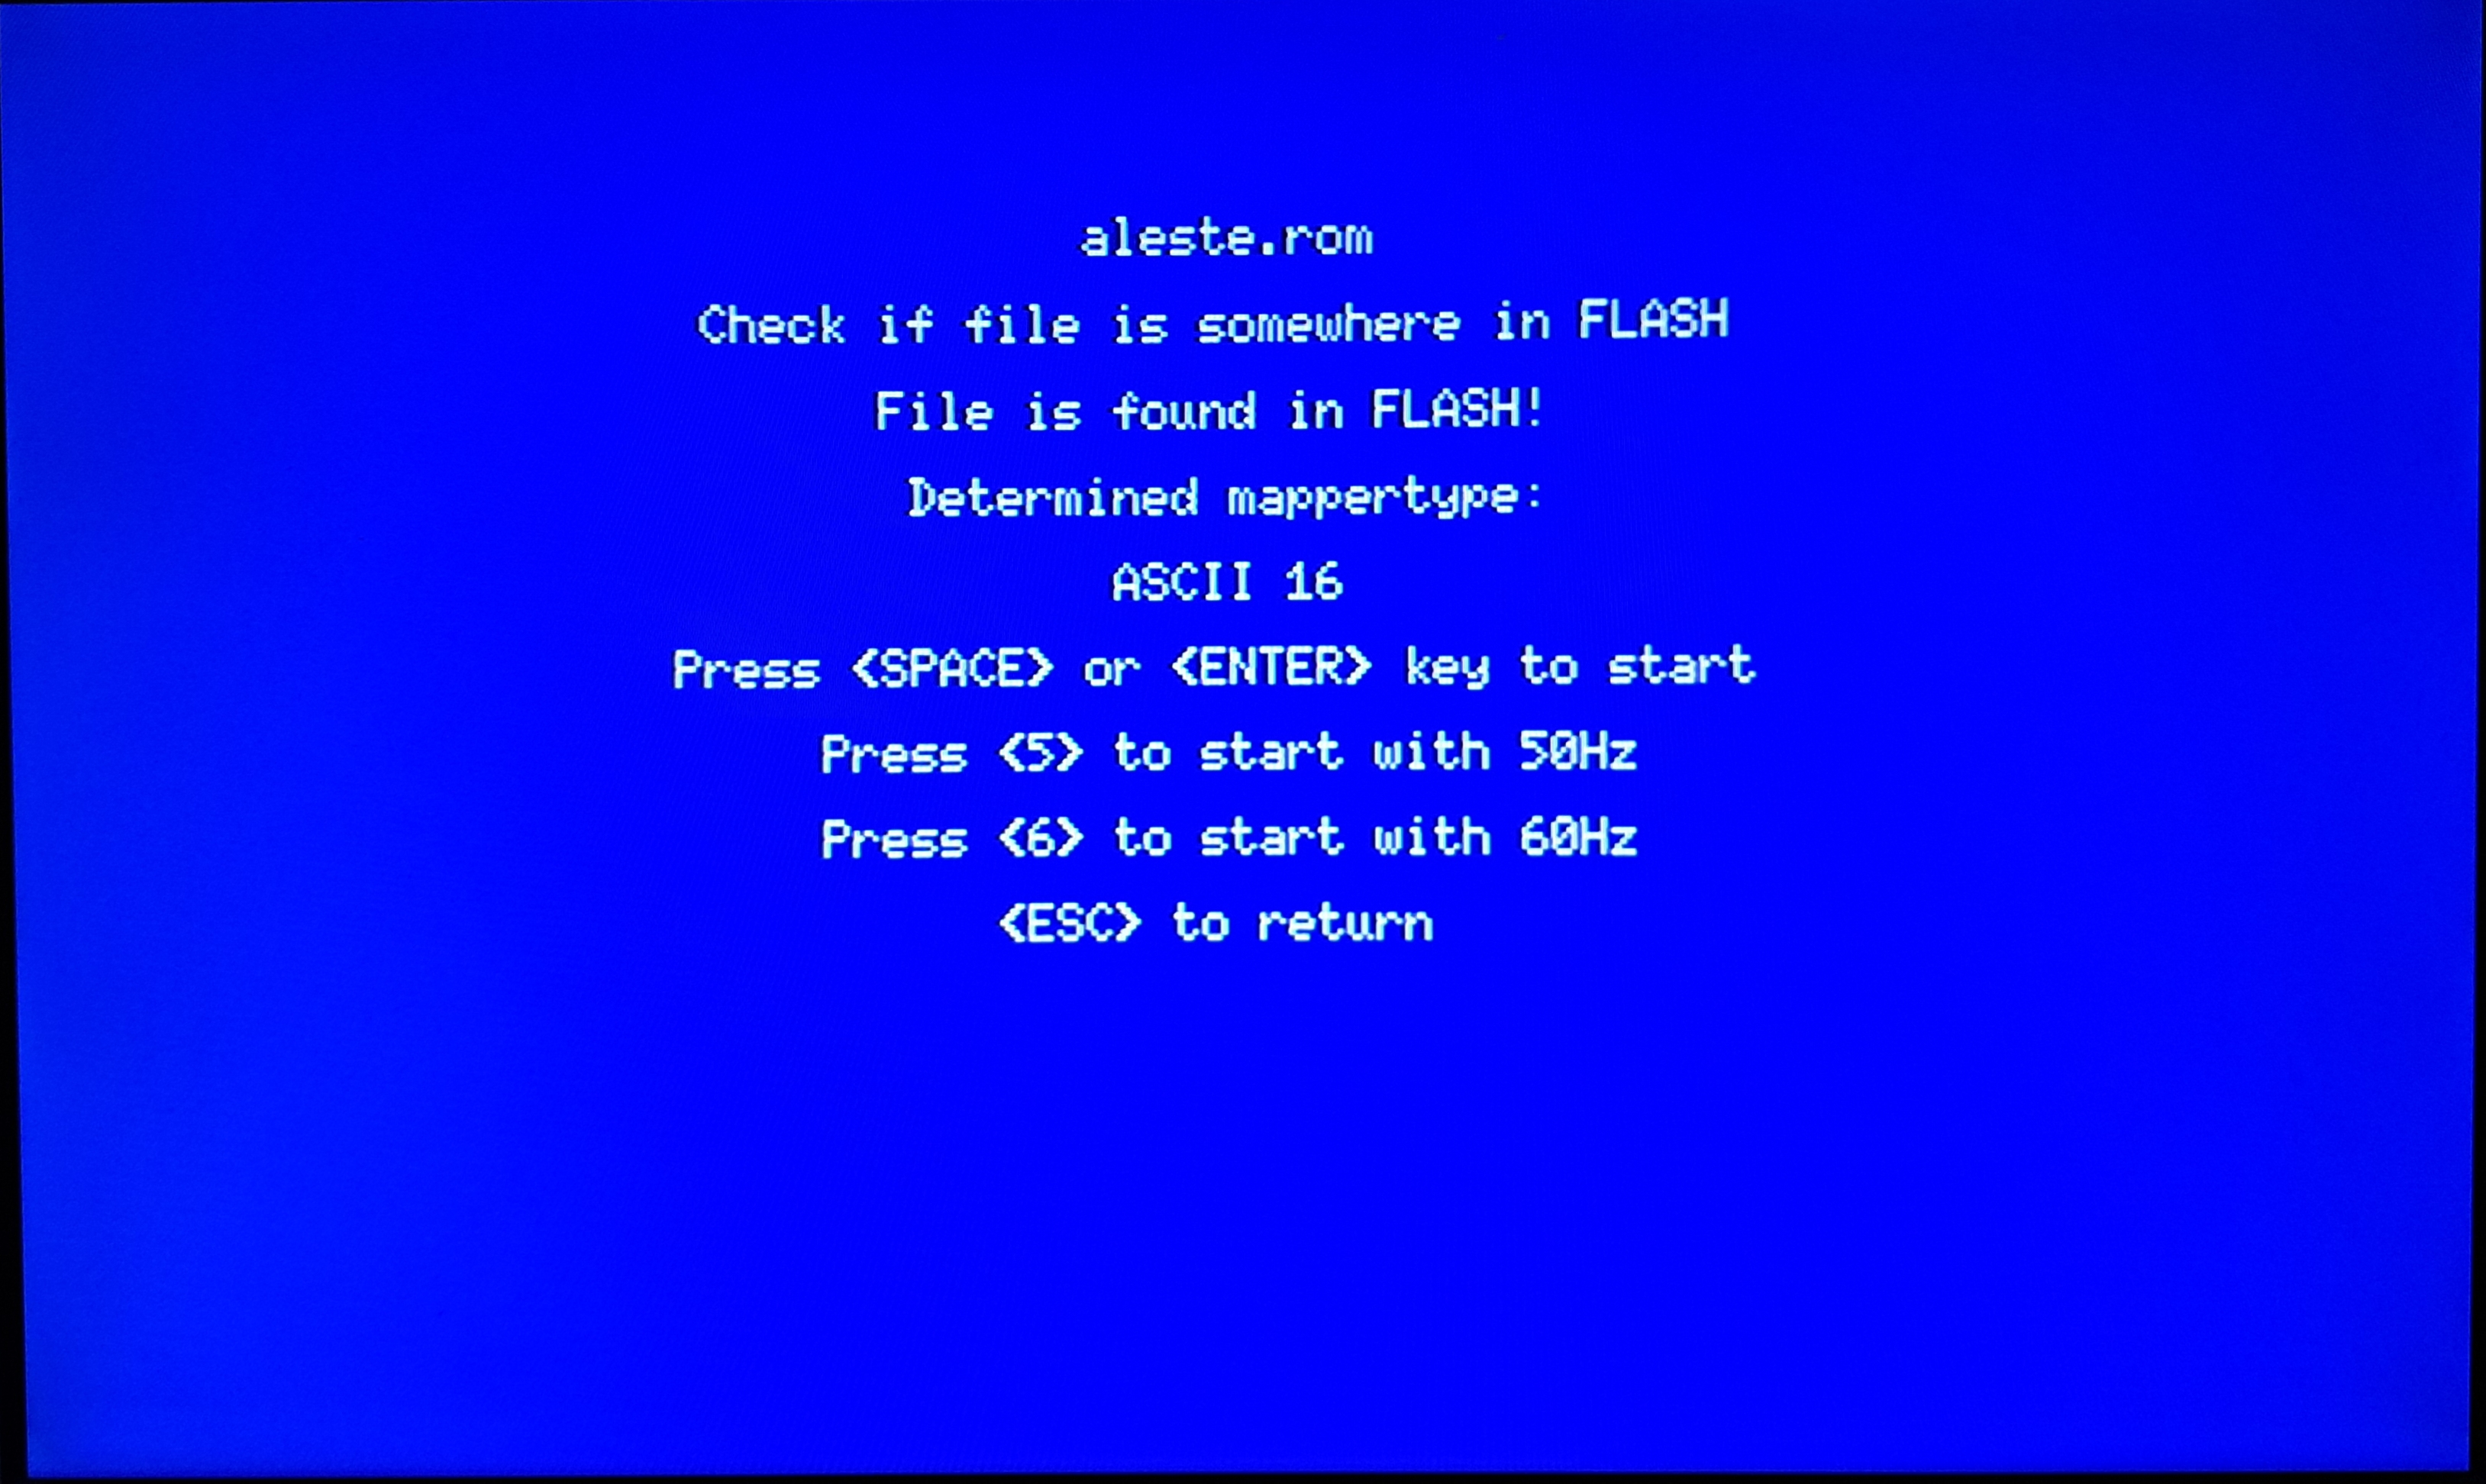 aleste.rom
Check if file is somewhere in FLASH
File is found in FLASH!
Determined mappertype:
ASCII 16
Press <SPACE> or <ENTER> key to start
Press <5> to start with 50Hz
Press <6> to start with 60Hz
<ESC> to return